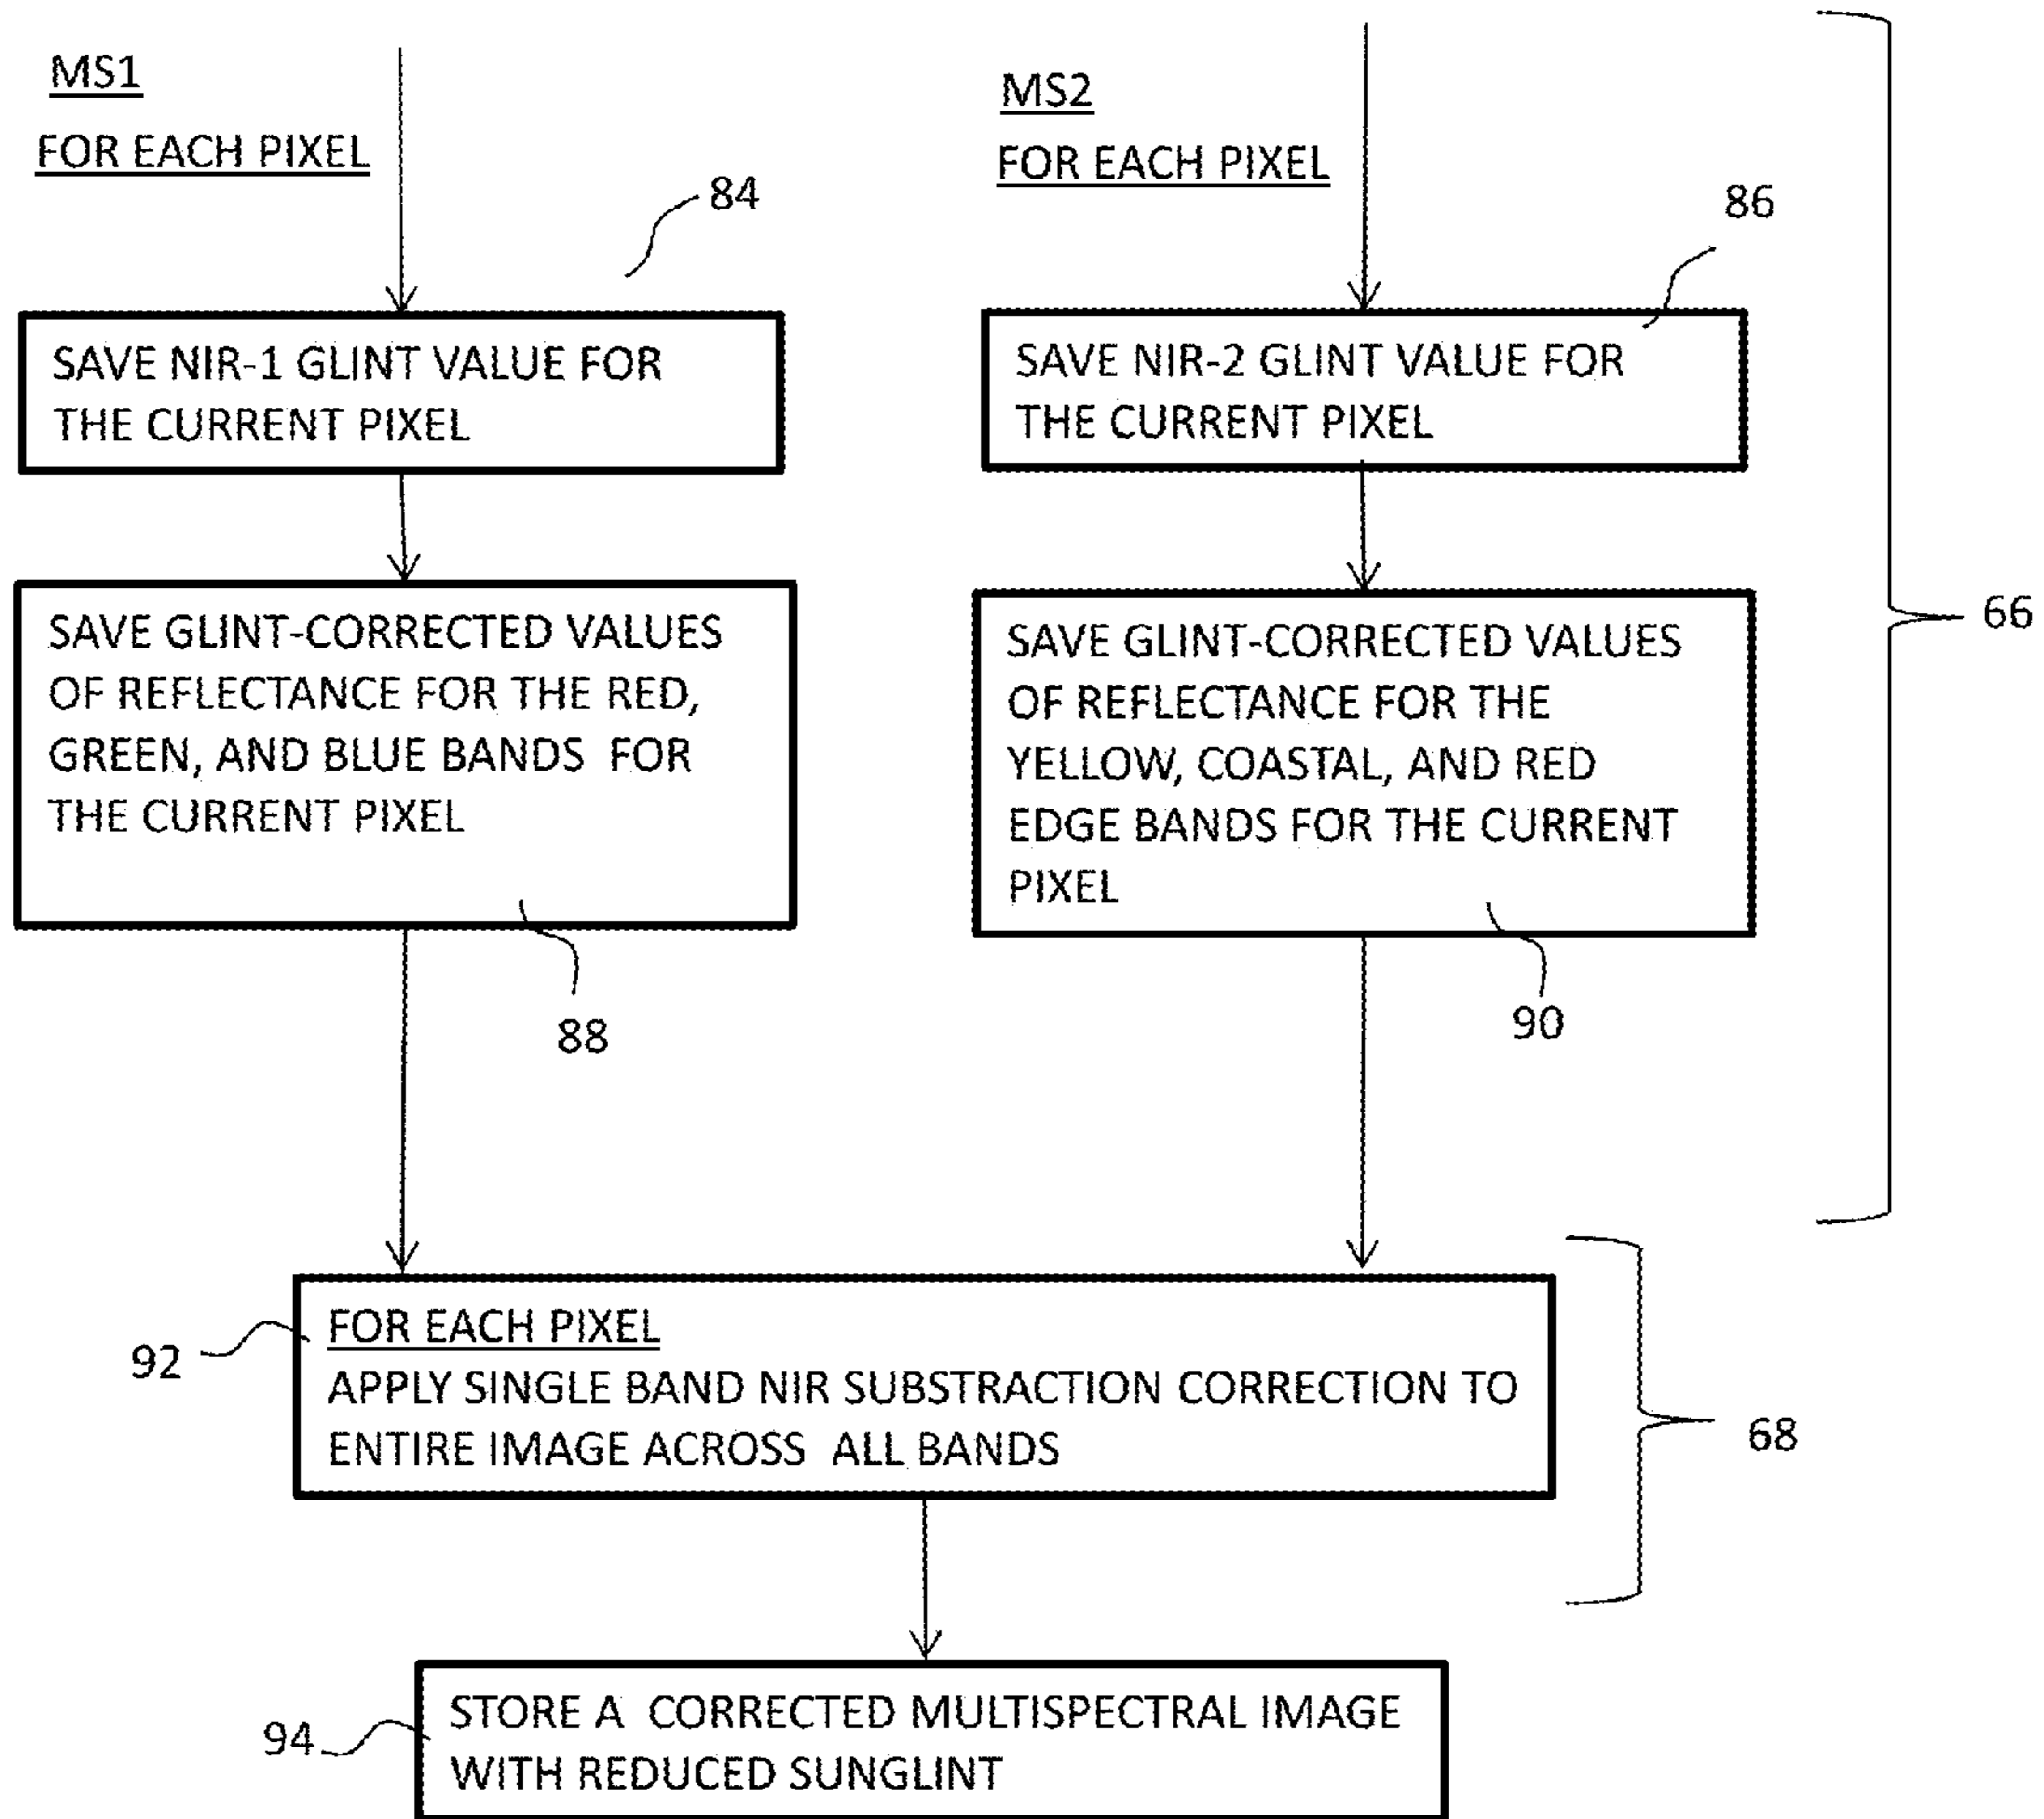 MS1
FOR EACH PIXEL
84
SAVE NIR-1 GLINT VALUE FOR
THE CURRENT PIXEL
SAVE GLINT-CORRECTED VALUES
OF REFLECTANCE FOR THE RED,
GREEN, AND BLUE BANDS FOR
THE CURRENT PIXEL
88
MS2
FOR EACH PIXEL
86
SAVE NIR-2 GLINT VALUE FOR
THE CURRENT PIXEL
SAVE GLINT-CORRECTED VALUES
OF REFLECTANCE FOR THE
YELLOW, COASTAL, AND RED
EDGE BANDS FOR THE CURRENT
PIXEL
90
66
92
FOR EACH PIXEL
APPLY SINGLE BAND NIR SUBSTRACTION CORRECTION TO
ENTIRE IMAGE ACROSS ALL BANDS
68
94
STORE A CORRECTED MULTISPECTRAL IMAGE
WITH REDUCED SUNGLINT